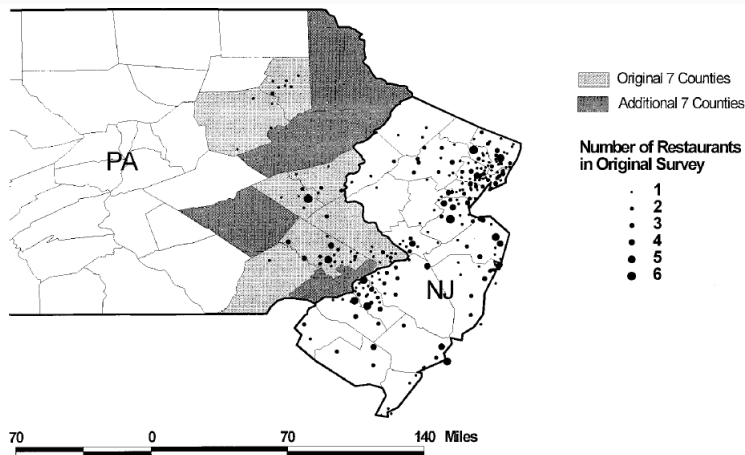 Original 7 Counties
Additional 7 Counties
PA
Number of Restaurants
in Original Survey
1
2
3
4
5
6
NJ
70 0 70 140 Miles